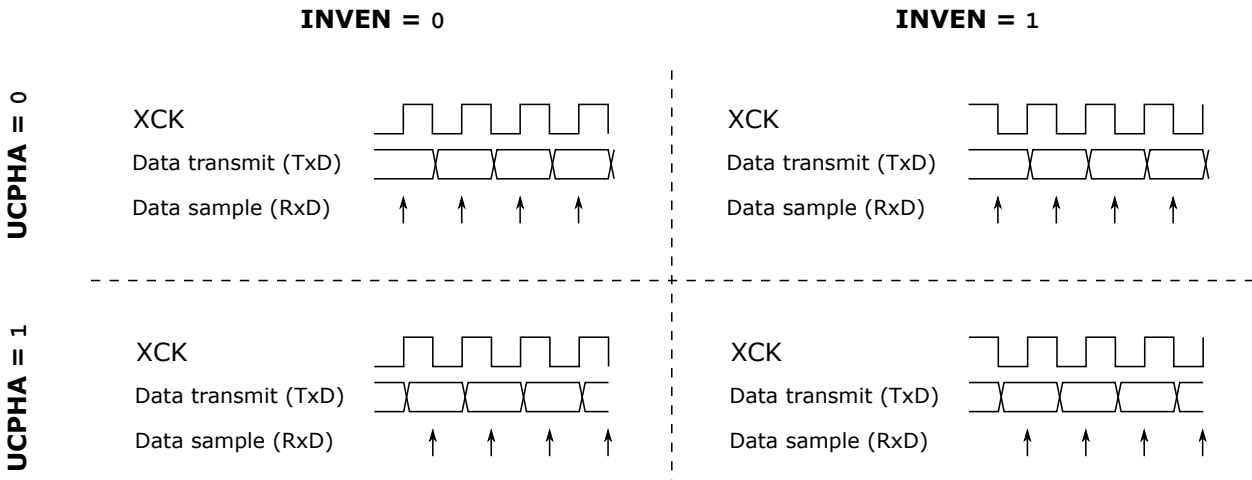 INVEN = 0
INVEN = 1
UCPHA = 0
XCK
Data transmit (TxD)
Data sample (RxD)
XCK
Data transmit (TxD)
Data sample (RxD)
UCPHA = 1
XCK
Data transmit (TxD)
Data sample (RxD)
XCK
Data transmit (TxD)
Data sample (RxD)